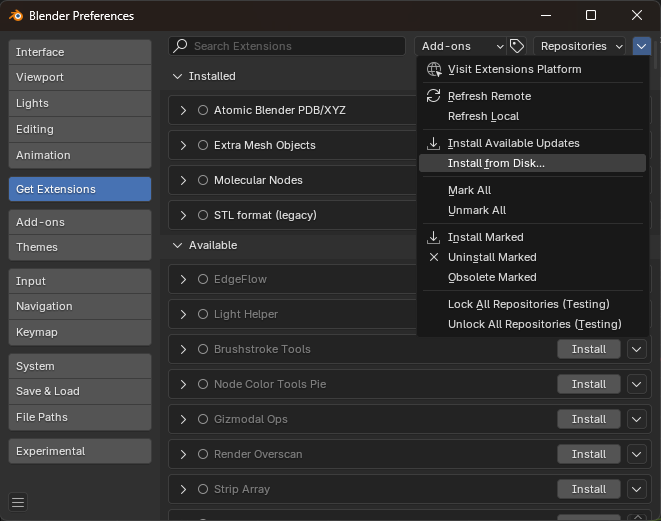 Blender Preferences
Interface
Viewport
Lights
Editing
Animation
Get Extensions
Add-ons
Themes
Input
Navigation
Keymap
System
Save & Load
File Paths
Experimental
Search Extensions
Add-ons
Repositories
Installed
Atomic Blender PDB/XYZ
Extra Mesh Objects
Molecular Nodes
STL format (legacy)
Available
EdgeFlow
Light Helper
Brushstroke Tools Install
Node Color Tools Pie Install
Gizmodal Ops Install
Render Overscan Install
Strip Array Install
Visit Extensions Platform
Refresh Remote
Refresh Local
Install Available Updates
Install from Disk...
Mark All
Unmark All
Install Marked
Uninstall Marked
Obsolete Marked
Lock All Repositories (Testing)
Unlock All Repositories (Testing)